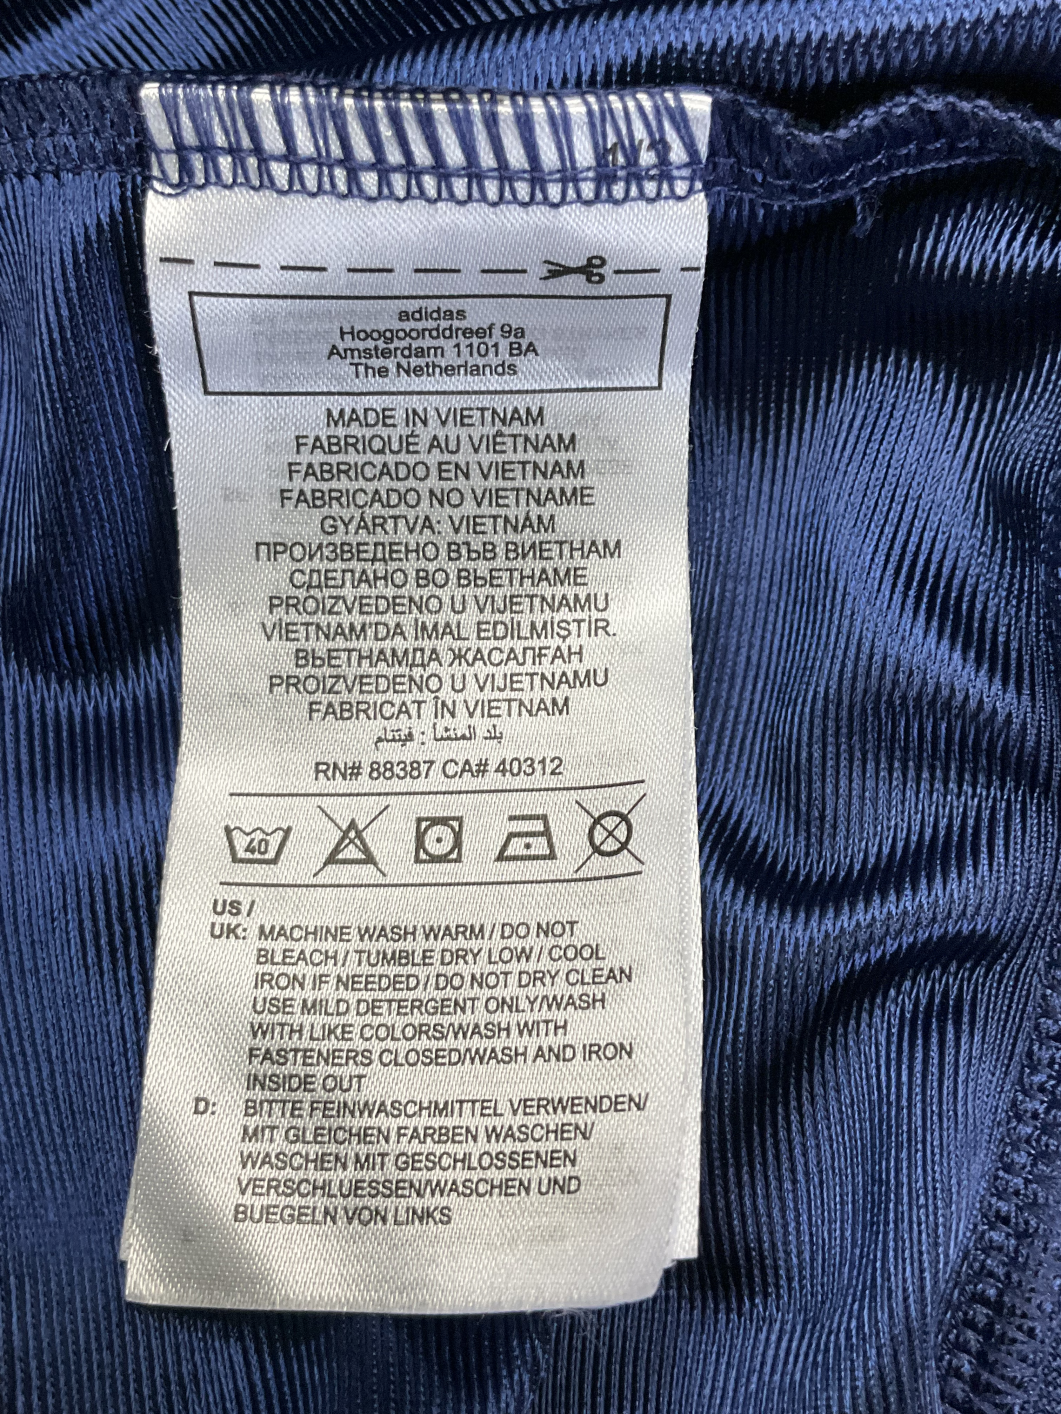 1/2
adidas
Hoogoorddreef 9a
Amsterdam 1101 BA
The Netherlands
MADE IN VIETNAM
FABRIQUÉ AU VIÊTNAM
FABRICADO EN VIETNAM
FABRICADO NO VIETNAME
GYÁRTVA: VIETNÁM
ПРОИЗВЕДЕНО ВЪВ ВИЕТНАМ
СДЕЛАНО ВО ВЬЕТНАМЕ
PROIZVEDENO U VIJETNAMU
VİETNAM'DA İMAL EDİLMİŞTİR.
ВЬЕТНАМДА ЖАСАЛҒАН
PROIZVEDENO U VIJETNAMU
FABRICAT ÎN VIETNAM
بلد المنشأ : فيتنام
RN# 88387 CA# 40312
40
US /
UK: MACHINE WASH WARM / DO NOT
BLEACH / TUMBLE DRY LOW / COOL
IRON IF NEEDED / DO NOT DRY CLEAN
USE MILD DETERGENT ONLY/WASH
WITH LIKE COLORS/WASH WITH
FASTENERS CLOSED/WASH AND IRON
INSIDE OUT
D: BITTE FEINWASCHMITTEL VERWENDEN/
MIT GLEICHEN FARBEN WASCHEN/
WASCHEN MIT GESCHLOSSENEN
VERSCHLUESSEN/WASCHEN UND
BUEGELN VON LINKS